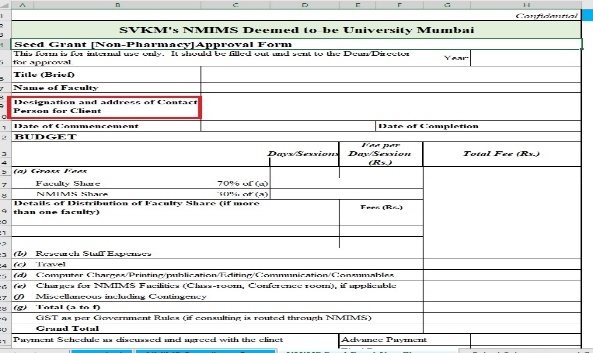 A B C D E F G H
Confidential
SVKM's NMIMS Deemed to be University Mumbai
Seed Grant [Non-Pharmacy]Approval Form
This form is for internal use only. It should be filled out and sent to the Dean/Director
for approval
Year
Title (Brief)
Name of Faculty
Designation and address of Contact
Person for Client
Date of Commencement Date of Completion
BUDGET
Days/Sessions
Fee per
Day/Session
(Rs.)
Total Fee (Rs.)
(a) Gross Fees
Faculty Share 70% of (a)
NMIMS Share 30% of (a)
Details of Distribution of Faculty Share (if more
than one faculty)
Fees (Rs.)
(b) Research Staff Expenses
(c) Travel
(d) Computer Charges/Printing/publication/Editing/Communication/Consumables
(e) Charges for NMIMS Facilities (Class-room, Conference room), if applicable
(f) Miscellaneous including Contingency
(g) Total (a to f)
GST as per Government Rules (if consulting is routed through NMIMS)
Grand Total
Payment Schedule as discussed and agreed with the clinet Advance Payment